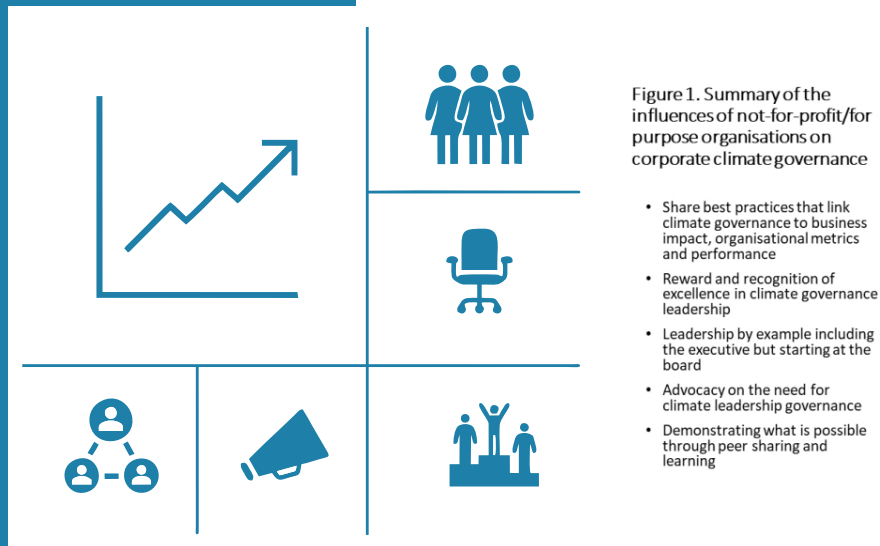 Figure 1. Summary of the
influences of not-for-profit/for
purpose organisations on
corporate climate governance
• Share best practices that link
climate governance to business
impact, organisational metrics
and performance
• Reward and recognition of
excellence in climate governance
leadership
• Leadership by example including
the executive but starting at the
board
• Advocacy on the need for
climate leadership governance
• Demonstrating what is possible
through peer sharing and
learning